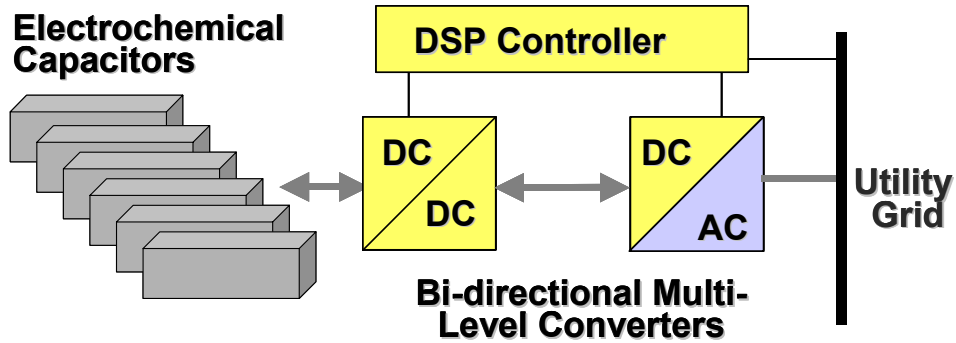 Electrochemical
Capacitors
DSP Controller
DC
DC
DC
AC
Utility
Grid
Bi-directional Multi-
Level Converters